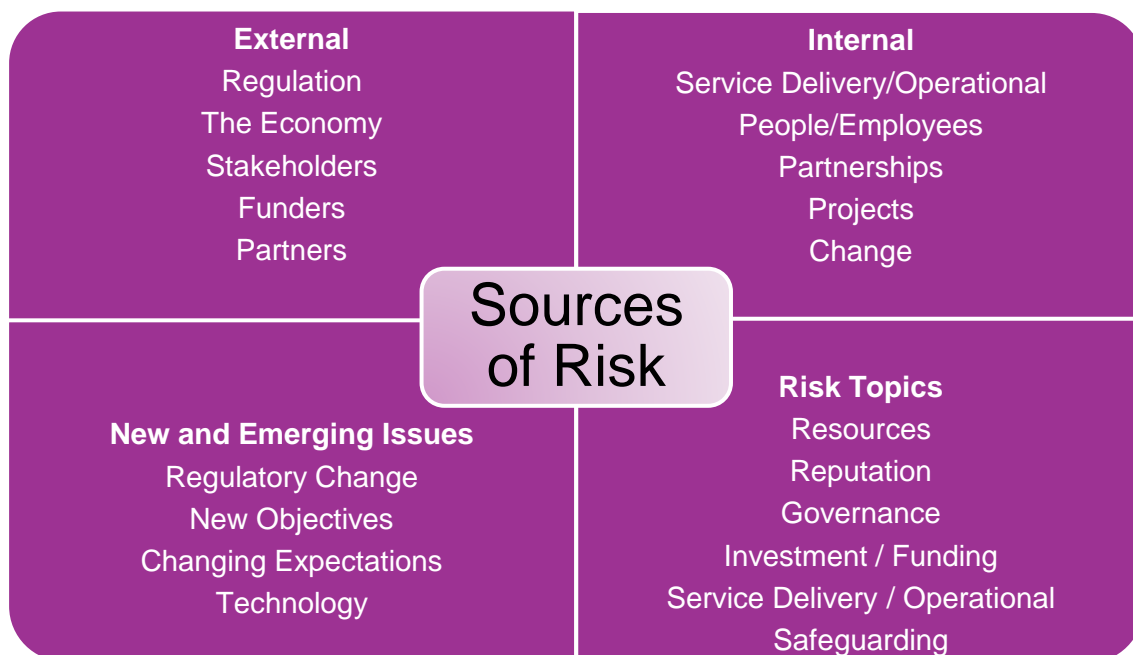 External
Regulation
The Economy
Stakeholders
Funders
Partners
Internal
Service Delivery/Operational
People/Employees
Partnerships
Projects
Change
Sources
of Risk
New and Emerging Issues
Regulatory Change
New Objectives
Changing Expectations
Technology
Risk Topics
Resources
Reputation
Governance
Investment / Funding
Service Delivery / Operational
Safeguarding